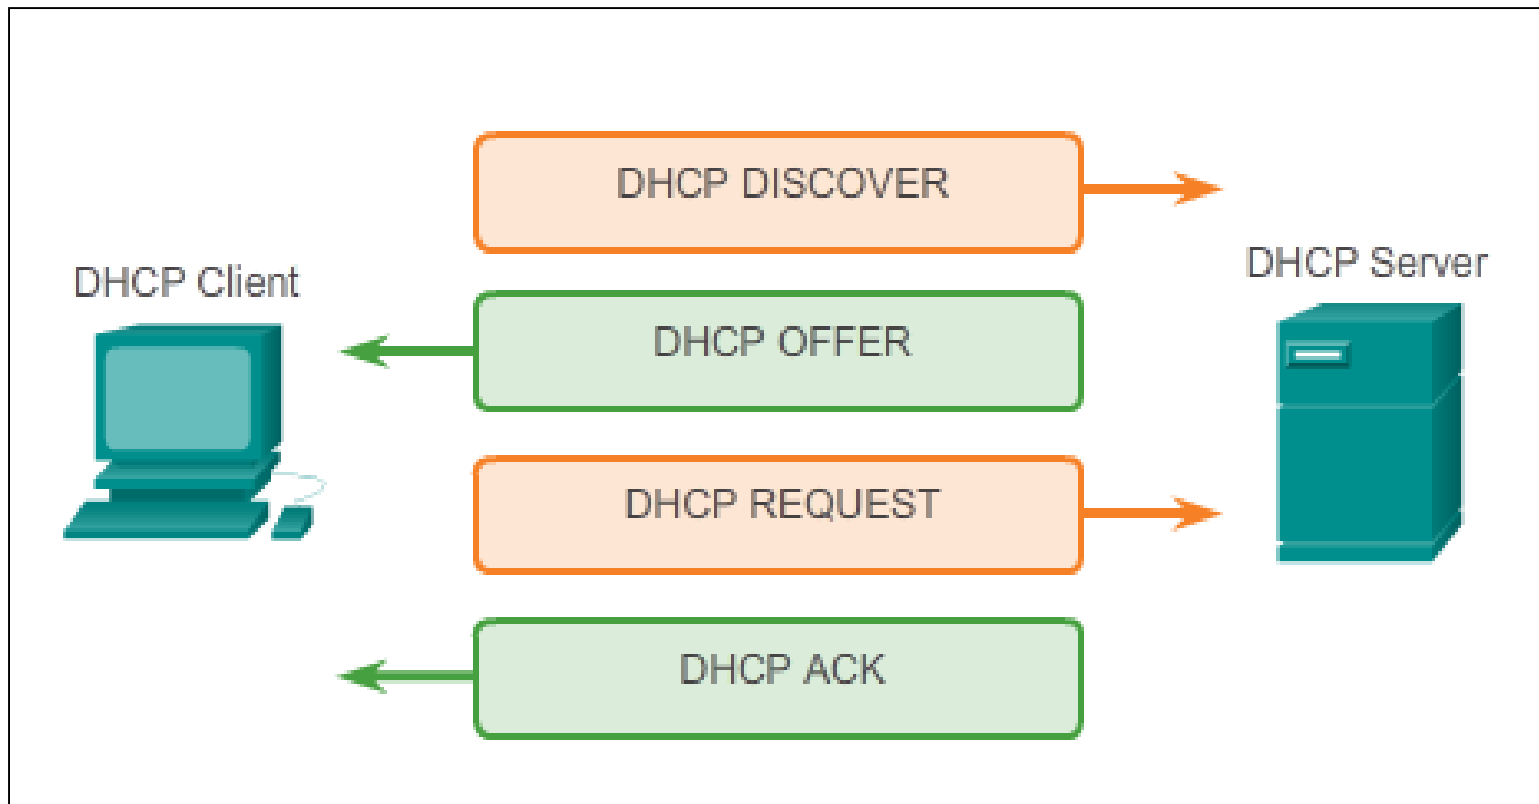 DHCP DISCOVER
DHCP Client
DHCP Server
DHCP OFFER
DHCP REQUEST
DHCP ACK